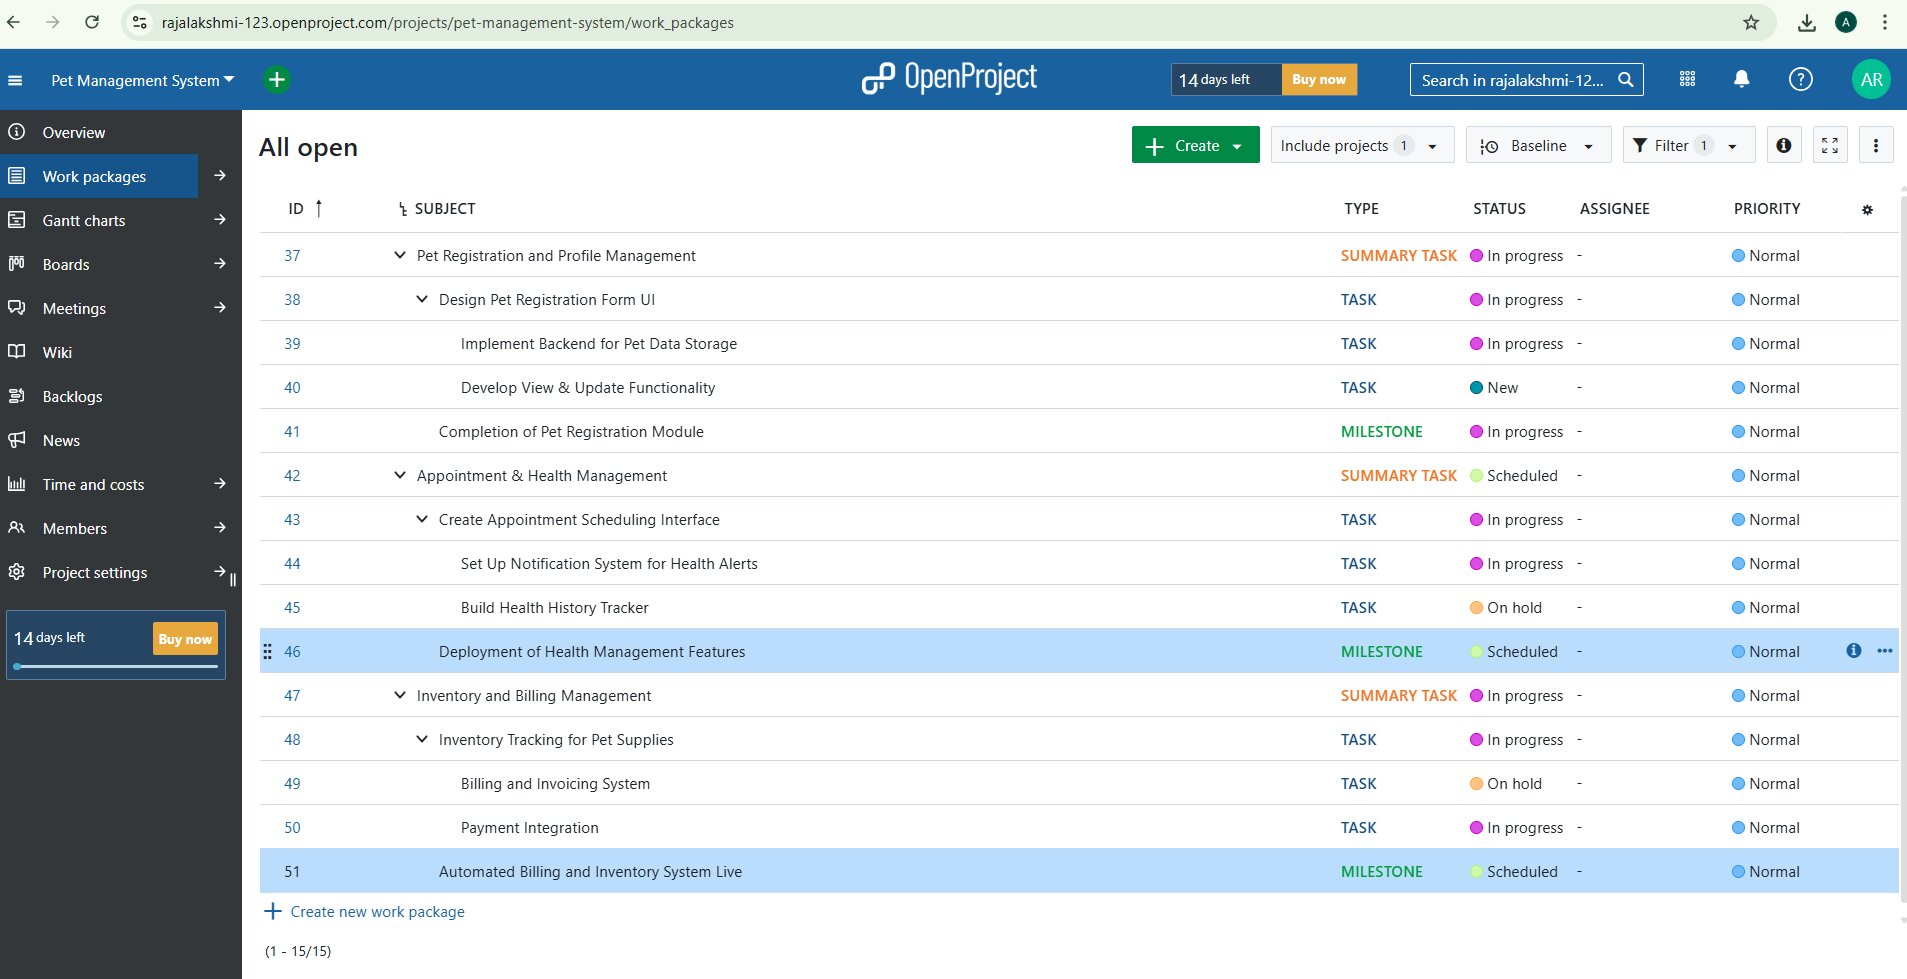 rajalakshmi-123.openproject.com/projects/pet-management-system/work_packages
A
Pet Management System
OpenProject
14 days left Buy now
Search in rajalakshmi-12...
AR
Overview
Work packages
Gantt charts
Boards
Meetings
Wiki
Backlogs
News
Time and costs
Members
Project settings
14 days left Buy now
All open
Create
Include projects 1
Baseline
Filter 1
ID SUBJECT TYPE STATUS ASSIGNEE PRIORITY
37 Pet Registration and Profile Management SUMMARY TASK In progress - Normal
38 Design Pet Registration Form UI TASK In progress - Normal
39 Implement Backend for Pet Data Storage TASK In progress - Normal
40 Develop View & Update Functionality TASK New - Normal
41 Completion of Pet Registration Module MILESTONE In progress - Normal
42 Appointment & Health Management SUMMARY TASK Scheduled - Normal
43 Create Appointment Scheduling Interface TASK In progress - Normal
44 Set Up Notification System for Health Alerts TASK In progress - Normal
45 Build Health History Tracker TASK On hold - Normal
46 Deployment of Health Management Features MILESTONE Scheduled - Normal
47 Inventory and Billing Management SUMMARY TASK In progress - Normal
48 Inventory Tracking for Pet Supplies TASK In progress - Normal
49 Billing and Invoicing System TASK On hold - Normal
50 Payment Integration TASK In progress - Normal
51 Automated Billing and Inventory System Live MILESTONE Scheduled - Normal
Create new work package
(1 - 15/15)